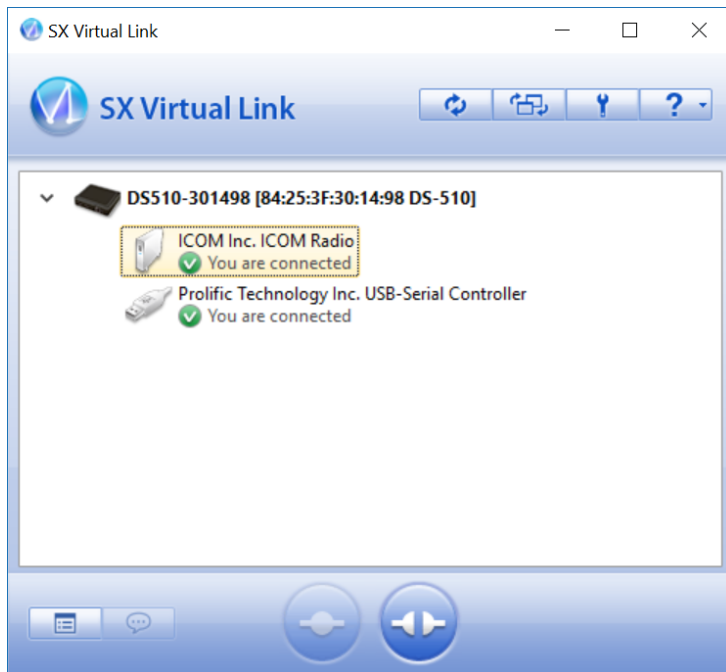 SX Virtual Link
SX Virtual Link
?
DS510-301498 [84:25:3F:30:14:98 DS-510]
ICOM Inc. ICOM Radio
You are connected
Prolific Technology Inc. USB-Serial Controller
You are connected